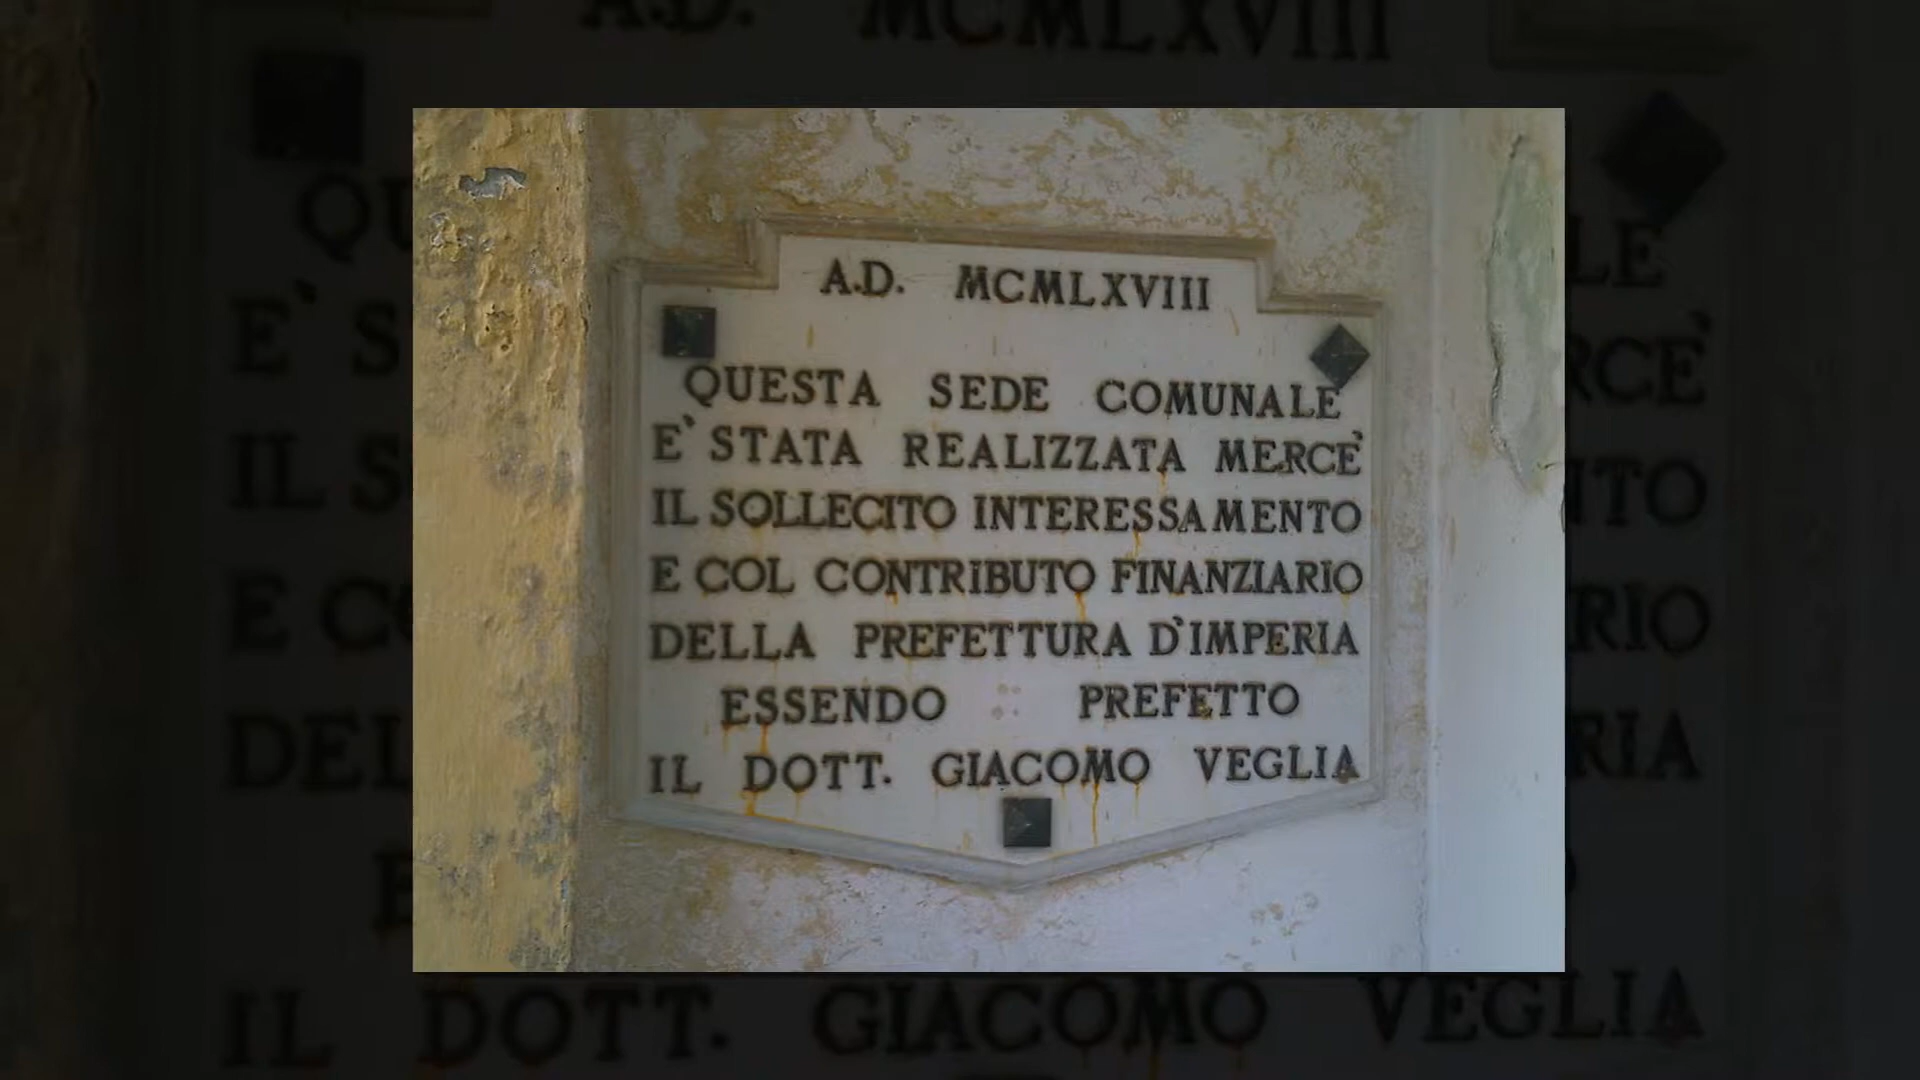 A.D. MCMLXVIII
QUESTA SEDE COMUNALE
E' STATA REALIZZATA MERCE'
IL SOLLECITO INTERESSAMENTO
E COL CONTRIBUTO FINANZIARIO
DELLA PREFETTURA D'IMPERIA
ESSENDO PREFETTO
IL DOTT. GIACOMO VEGLIA